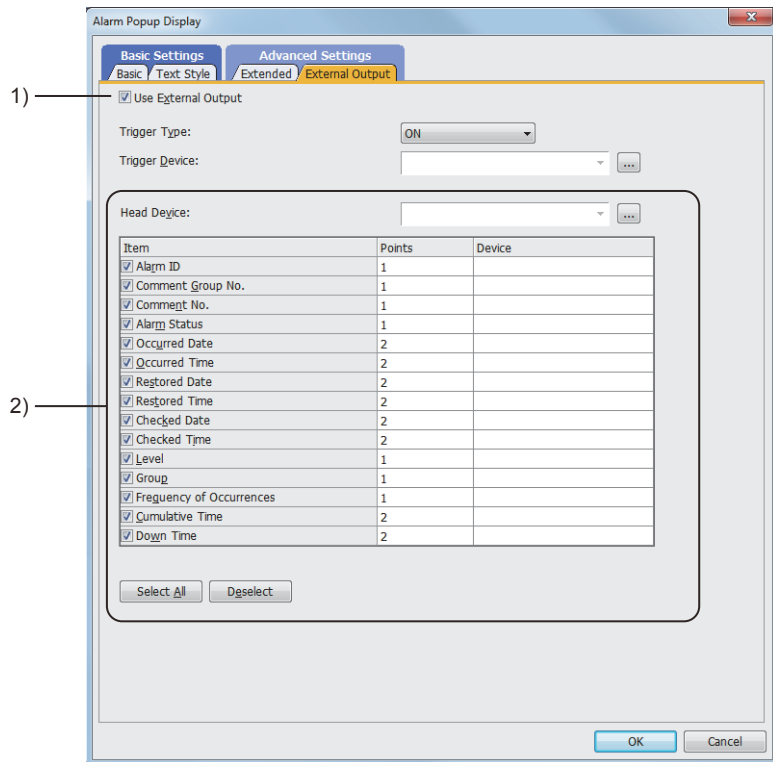 Alarm Popup Display
Basic Settings Advanced Settings
Basic Text Style Extended External Output
1)
Use External Output
Trigger Type: ON
Trigger Device: ...
Head Device: ...
Item Points Device
Alarm ID 1
Comment Group No. 1
Comment No. 1
Alarm Status 1
Occurred Date 2
Occurred Time 2
Restored Date 2
Restored Time 2
2)
Checked Date 2
Checked Time 2
Level 1
Group 1
Frequency of Occurrences 1
Cumulative Time 2
Down Time 2
Select All Deselect
OK Cancel